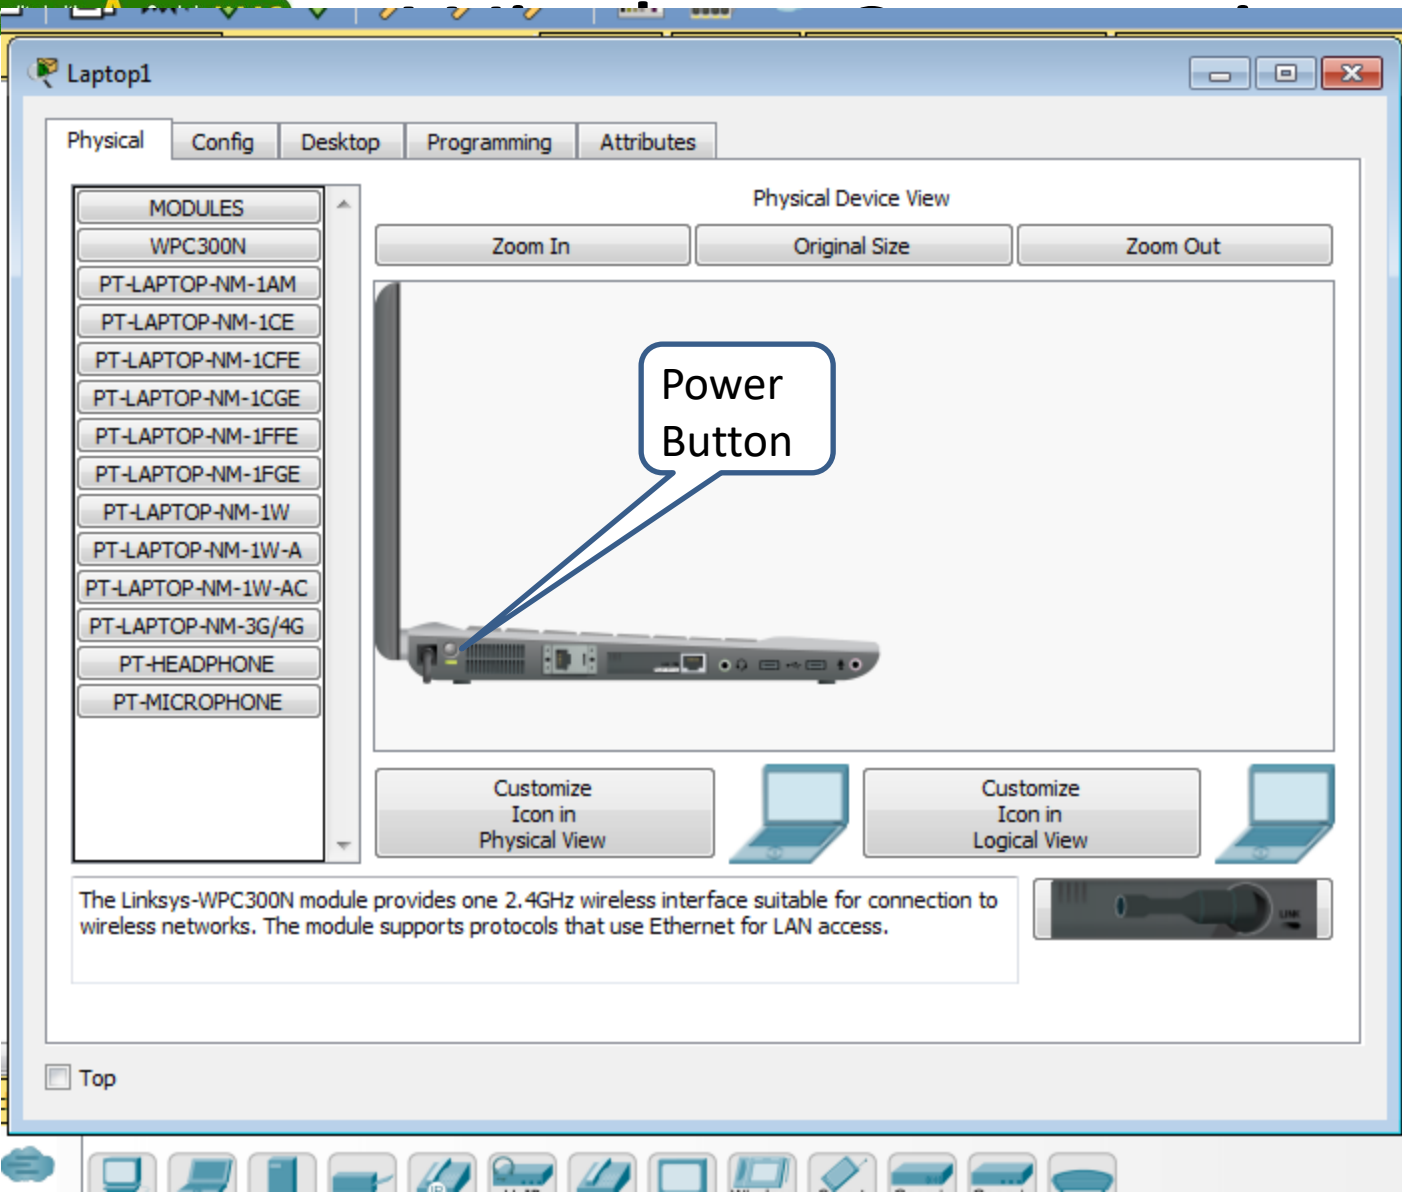 Laptop1
Physical
Config
Desktop
Programming
Attributes
MODULES
WPC300N
PT-LAPTOP-NM-1AM
PT-LAPTOP-NM-1CE
PT-LAPTOP-NM-1CFE
PT-LAPTOP-NM-1CGE
PT-LAPTOP-NM-1FFE
PT-LAPTOP-NM-1FGE
PT-LAPTOP-NM-1W
PT-LAPTOP-NM-1W-A
PT-LAPTOP-NM-1W-AC
PT-LAPTOP-NM-3G/4G
PT-HEADPHONE
PT-MICROPHONE
Physical Device View
Zoom In
Original Size
Zoom Out
Power
Button
Customize
Icon in
Physical View
Customize
Icon in
Logical View
The Linksys-WPC300N module provides one 2.4GHz wireless interface suitable for connection to
wireless networks. The module supports protocols that use Ethernet for LAN access.
LINK
Top